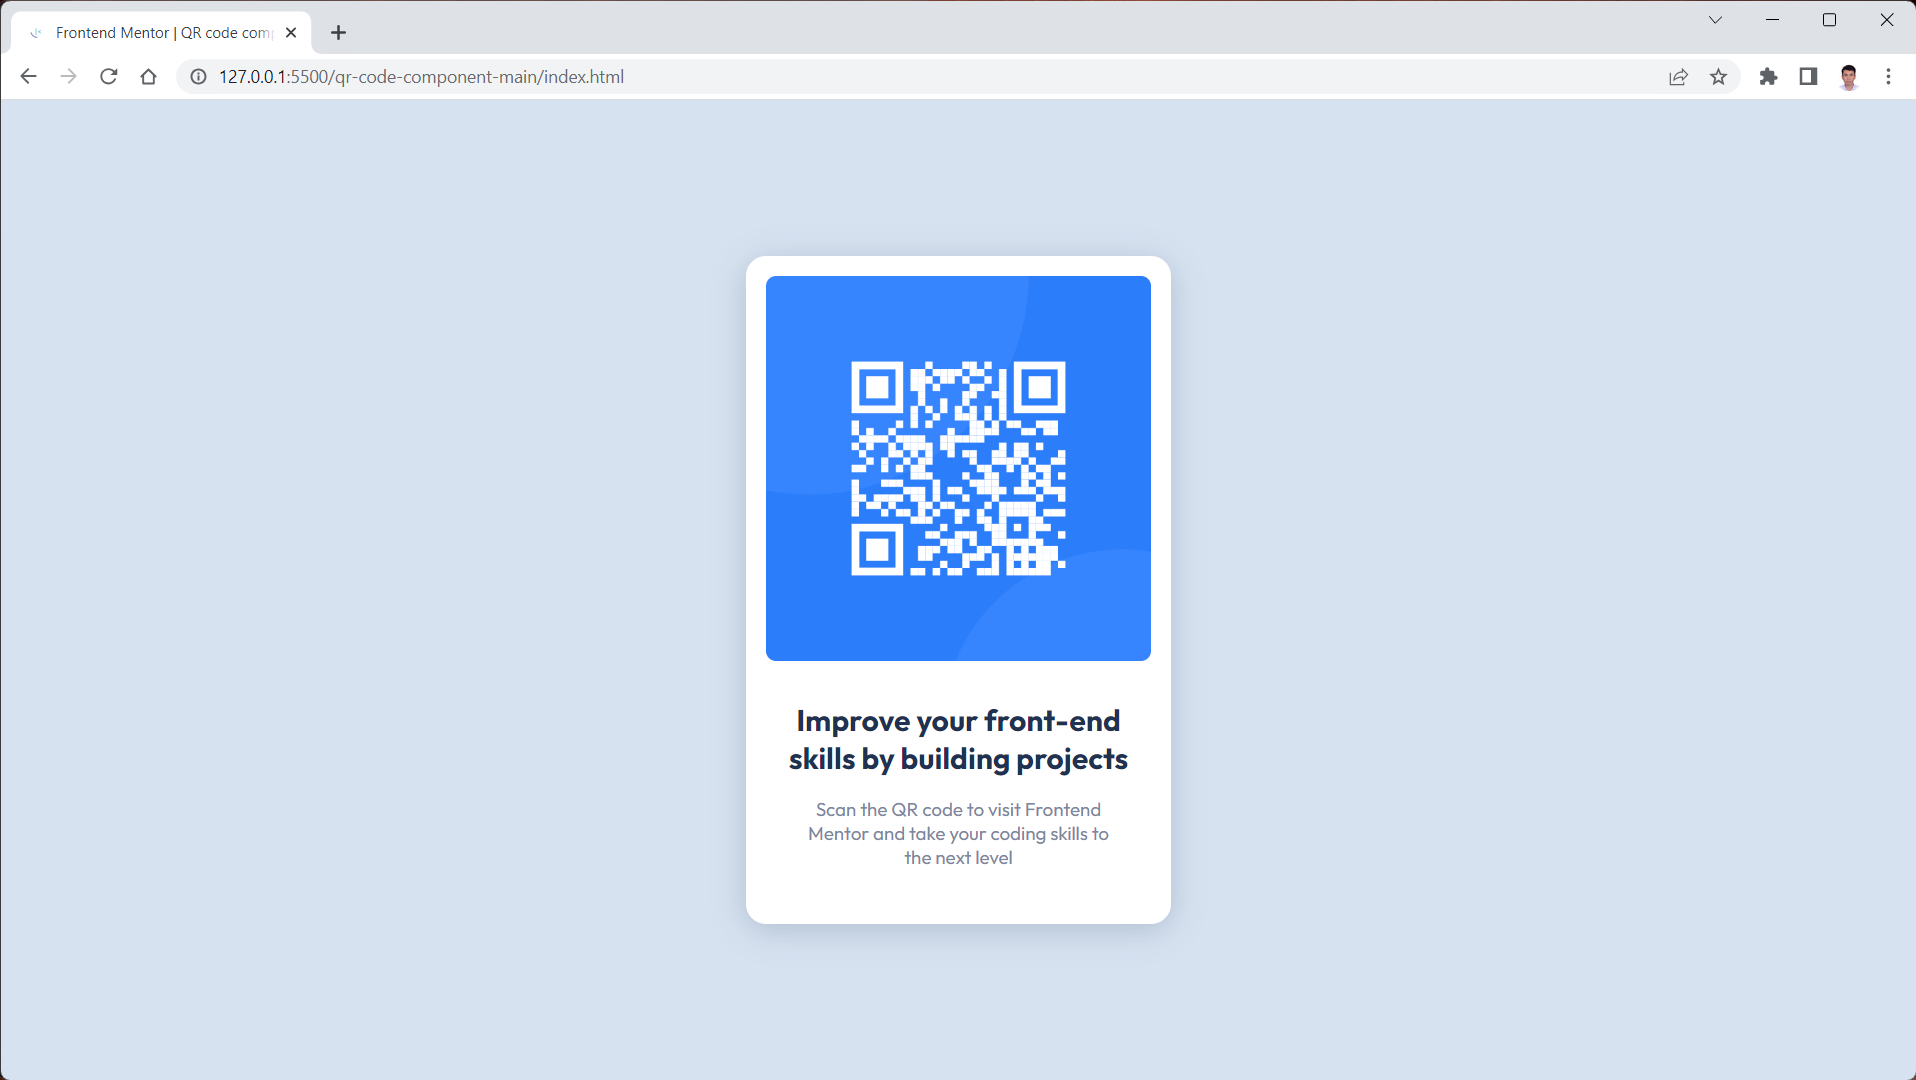 Frontend Mentor | QR code com
127.0.0.1:5500/qr-code-component-main/index.html
Improve your front-end
skills by building projects
Scan the QR code to visit Frontend
Mentor and take your coding skills to
the next level